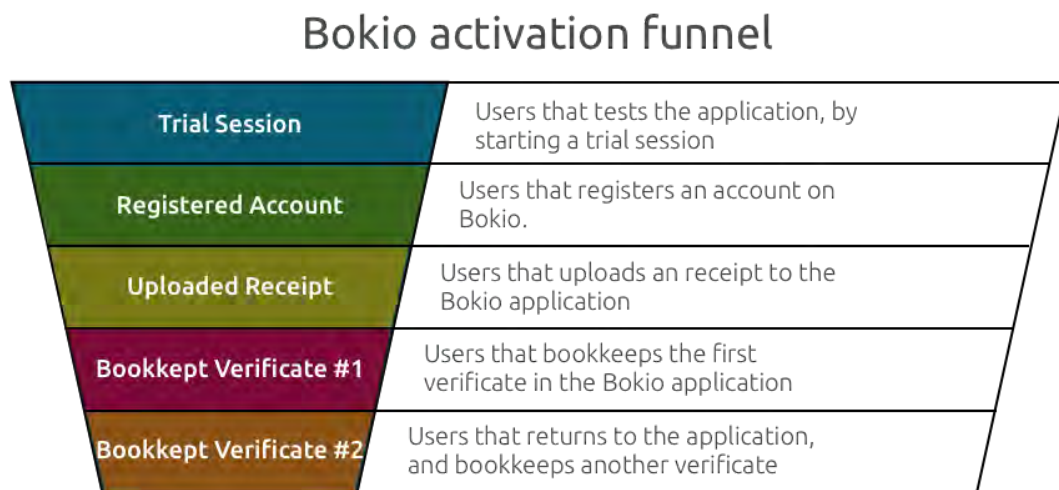 Bokio activation funnel
Trial Session
Users that tests the application, by
starting a trial session
Registered Account
Users that registers an account on
Bokio.
Uploaded Receipt
Users that uploads an receipt to the
Bokio application
Bookkept Verificate #1
Users that bookkeeps the first
verificate in the Bokio application
Bookkept Verificate #2
Users that returns to the application,
and bookkeeps another verificate